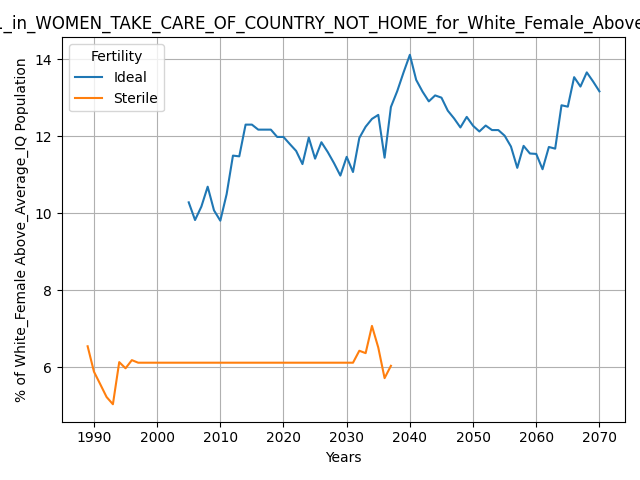 _in_WOMEN_TAKE_CARE_OF_COUNTRY_NOT_HOME_for_White_Female_Above
Fertility
Ideal
Sterile
% of White_Female Above_Average_IQ Population
14
12
10
8
6
1990 2000 2010 2020 2030 2040 2050 2060 2070
Years